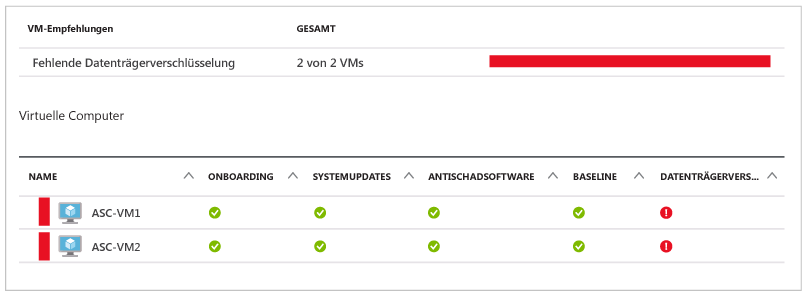 VM-Empfehlungen GESAMT
Fehlende Datenträgerverschlüsselung 2 von 2 VMs
Virtuelle Computer
NAME ONBOARDING SYSTEMUPDATES ANTISCHADSOFTWARE BASELINE DATENTRÄGERVERS...
ASC-VM1
ASC-VM2